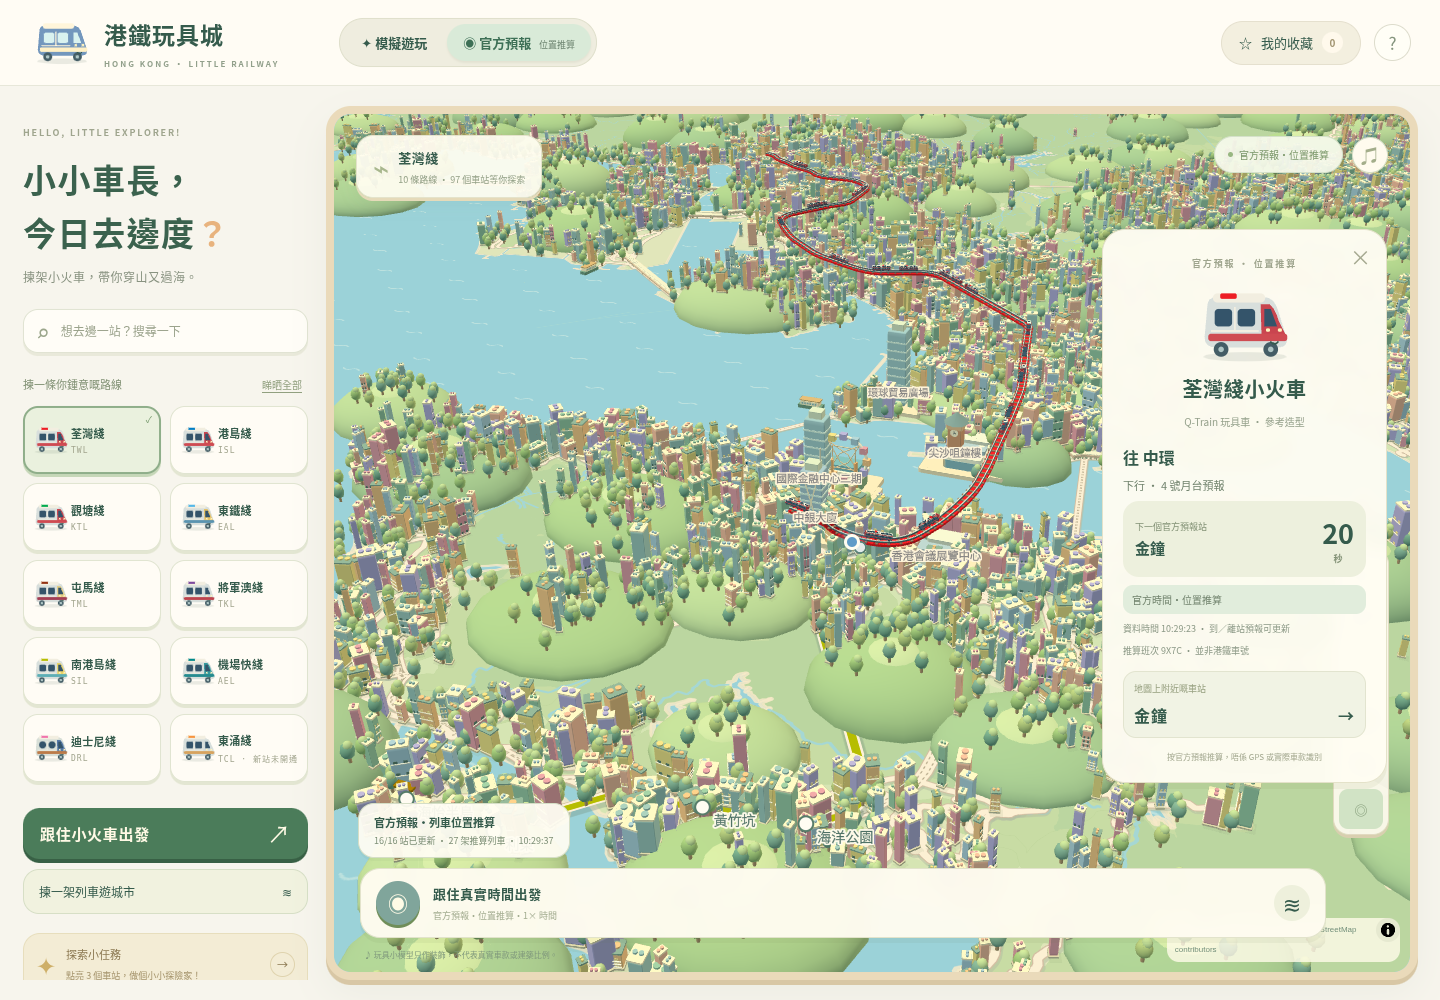 港鐵玩具城
HONG KONG · LITTLE RAILWAY
✦ 模擬遊玩
◉ 官方預報 位置推算
☆ 我的收藏 0
?
HELLO, LITTLE EXPLORER!
小小車長，
今日去邊度？
揀架小火車，帶你穿山又過海。
想去邊一站？搜尋一下
揀一條你鍾意嘅路線
睇晒全部
荃灣綫
TWL
✓
港島綫
ISL
觀塘綫
KTL
東鐵綫
EAL
屯馬綫
TML
將軍澳綫
TKL
南港島綫
SIL
機場快綫
AEL
迪士尼綫
DRL
東涌綫
TCL · 新站未開通
跟住小火車出發 ↗
揀一架列車遊城市 ≋
探索小任務
點亮 3 個車站，做個小小探險家！
→
荃灣綫
10 條路線 · 97 個車站等你探索
官方預報・位置推算
環球貿易廣場
尖沙咀鐘樓
國際金融中心二期
中銀大廈
香港會議展覽中心
黃竹坑
海洋公園
官方預報 · 位置推算
荃灣綫小火車
Q-Train 玩具車 · 參考造型
往 中環
下行 · 4 號月台預報
下一個官方預報站
金鐘
20
秒
官方時間・位置推算
資料時間 10:29:23 · 到／離站預報可更新
推算班次 9X7C · 並非港鐵車號
地圖上附近嘅車站
金鐘 →
按官方預報推算，唔係 GPS 或實際車款識別
官方預報・列車位置推算
16/16 站已更新 · 27 架推算列車 · 10:29:37
跟住真實時間出發
官方預報・位置推算・1× 時間
≋
StreetMap
contributors